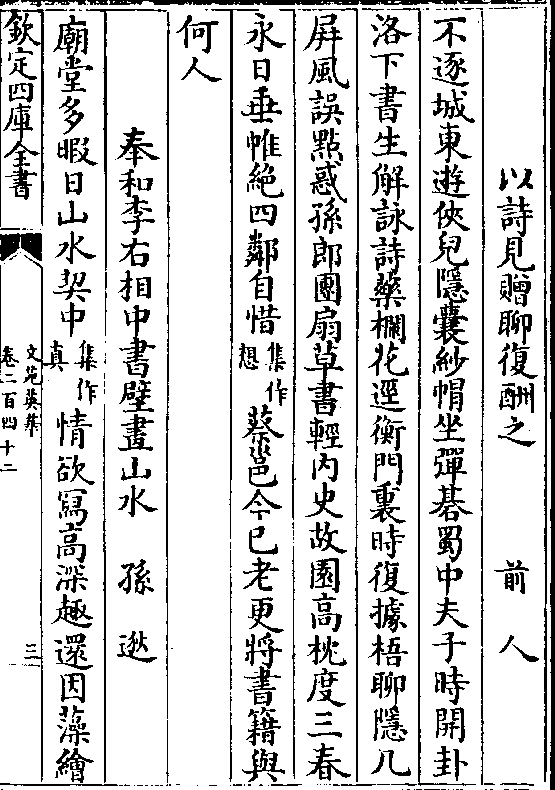 以詩見贈聊復酬之 前人
不逐城東遊俠兒隱囊紗帽坐彈碁蜀中夫子時開卦
洛下書生解詠詩藥欄花逕衡門裏時復據梧聊隱几
屏風誤點惑孫郎團扇草書輕內史故園高枕度三春
永日垂帷絶四鄰自惜集作想蔡邕今已老更將書籍與
何人
奉和李右相中書壁畫山水 孫逖
廟堂多暇日山水契中集作真情欲冩高深趣還因藻繪
欽定四庫全書
文苑英華
卷二百四十二
三